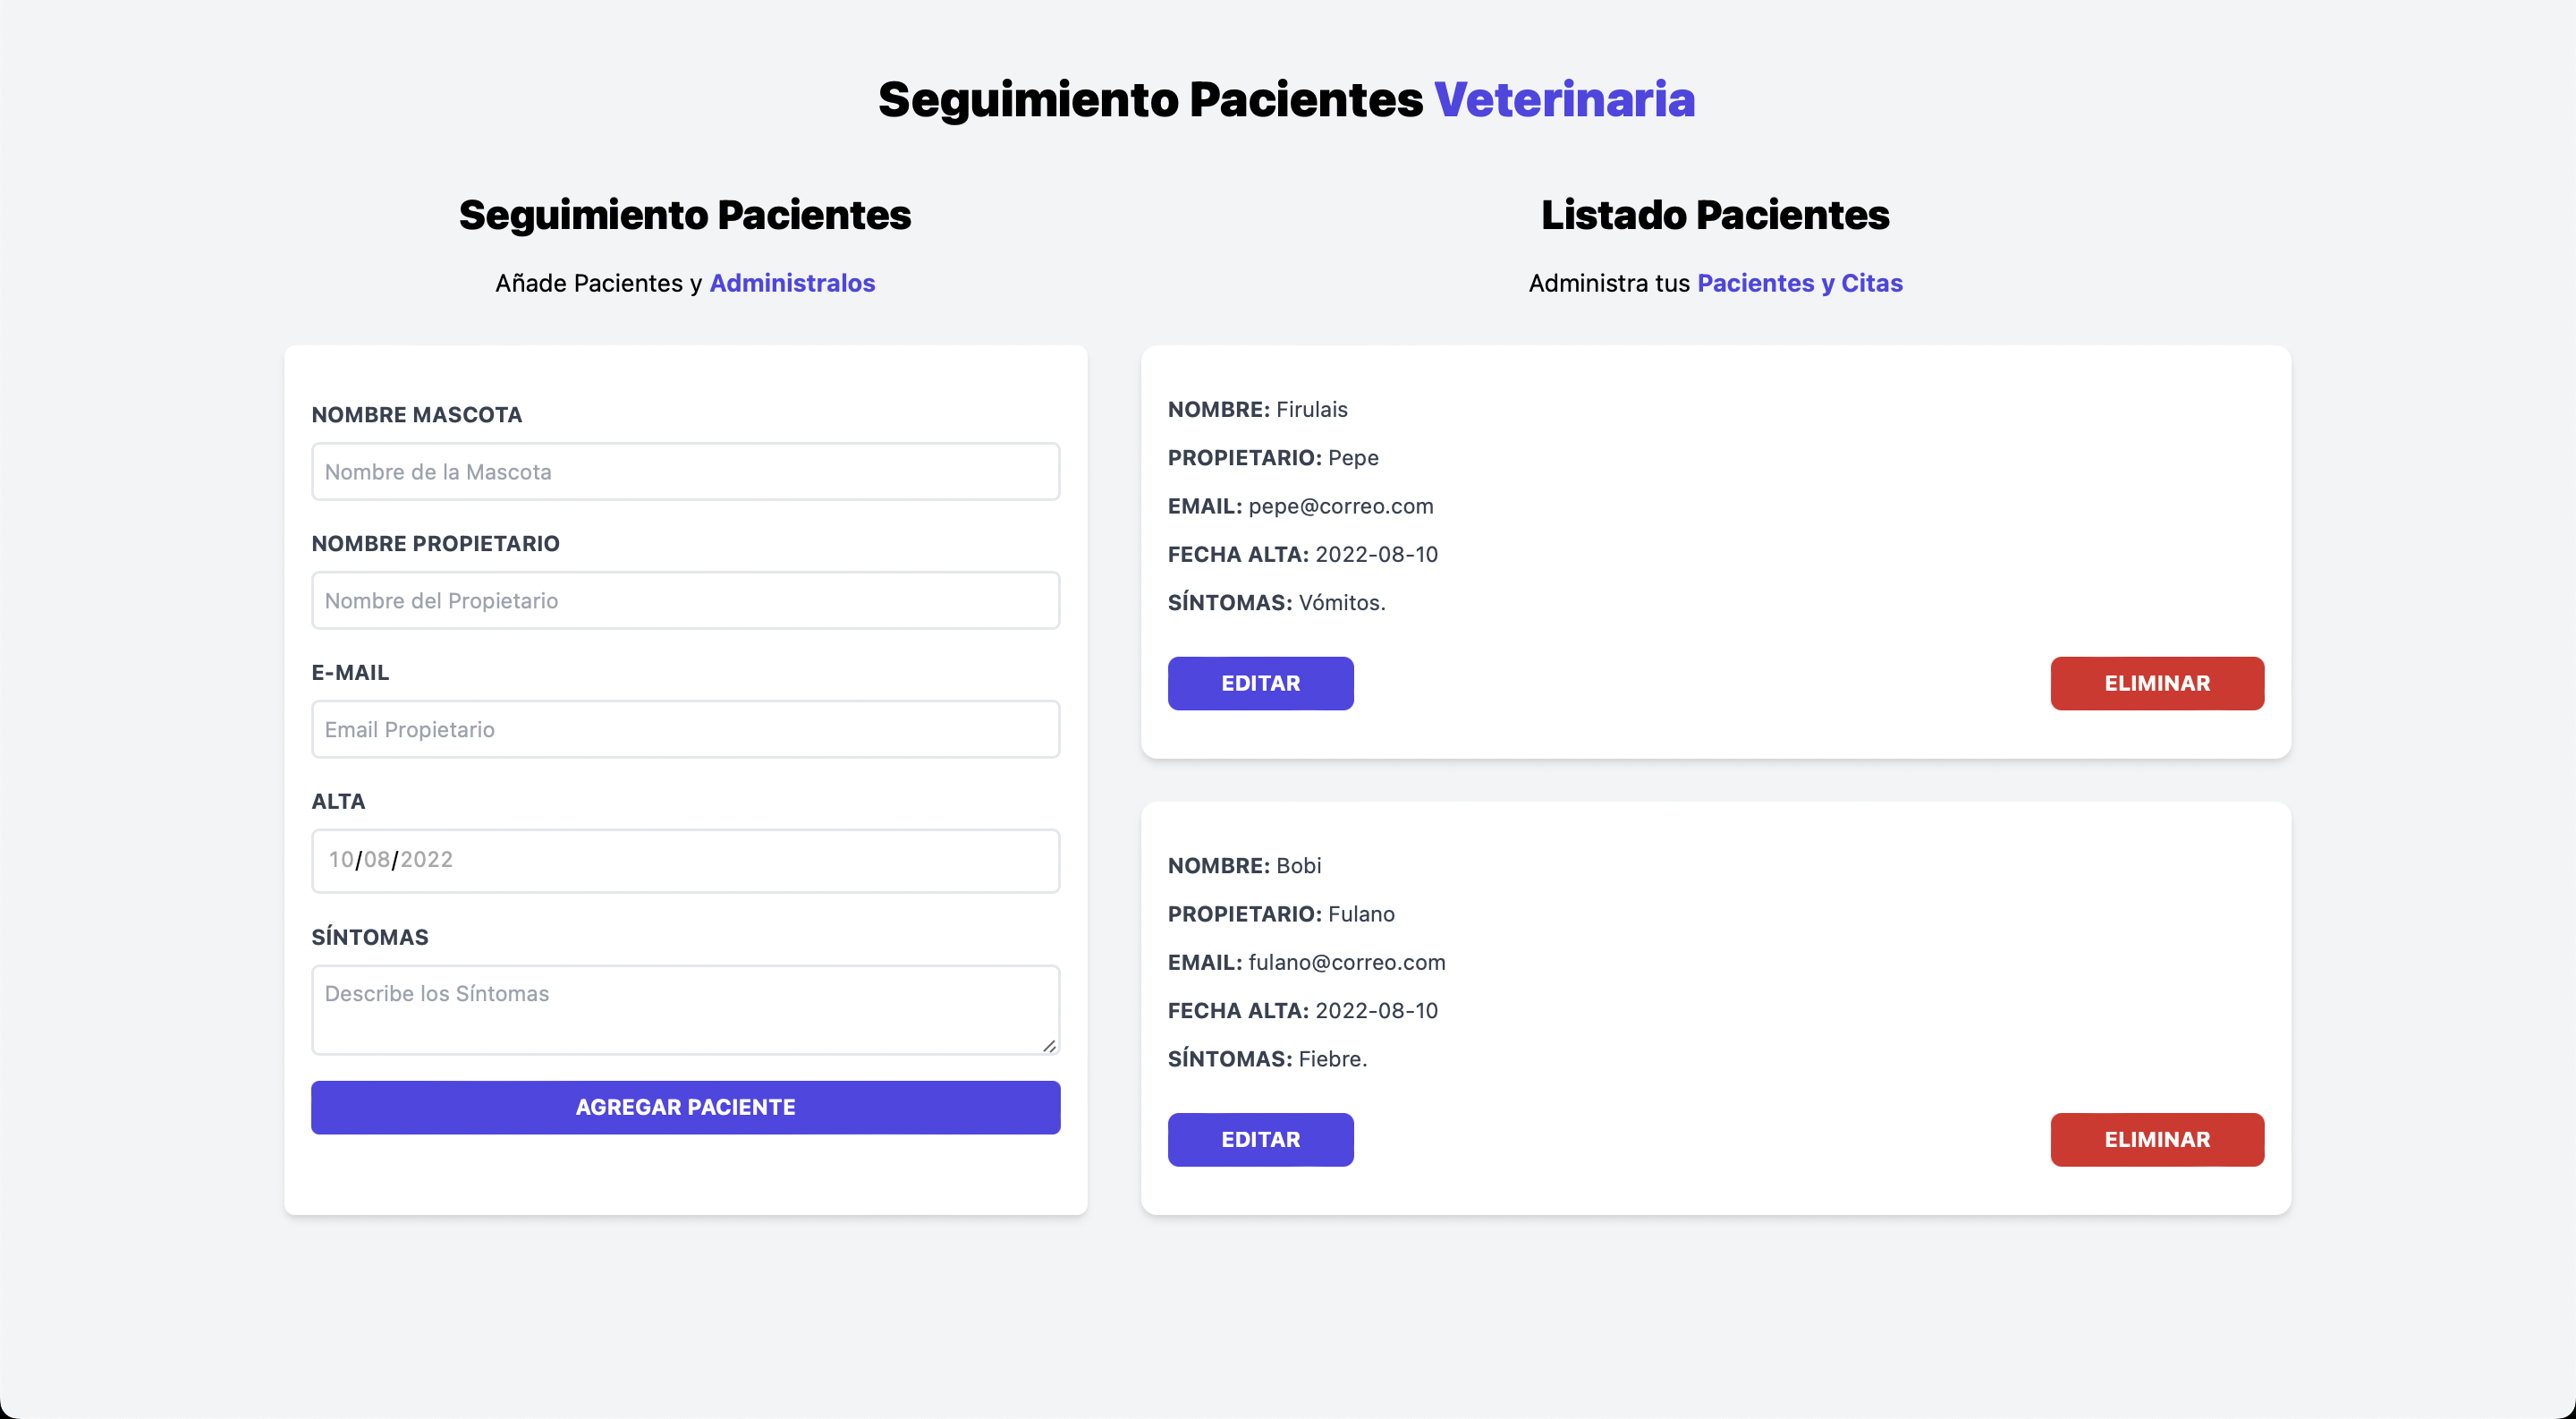 Seguimiento Pacientes Veterinaria
Seguimiento Pacientes
Añade Pacientes y Administralos
NOMBRE MASCOTA
Nombre de la Mascota
NOMBRE PROPIETARIO
Nombre del Propietario
E-MAIL
Email Propietario
ALTA
10/08/2022
SÍNTOMAS
Describe los Síntomas
AGREGAR PACIENTE
Listado Pacientes
Administra tus Pacientes y Citas
NOMBRE: Firulais
PROPIETARIO: Pepe
EMAIL: pepe@correo.com
FECHA ALTA: 2022-08-10
SÍNTOMAS: Vómitos.
EDITAR
ELIMINAR
NOMBRE: Bobi
PROPIETARIO: Fulano
EMAIL: fulano@correo.com
FECHA ALTA: 2022-08-10
SÍNTOMAS: Fiebre.
EDITAR
ELIMINAR